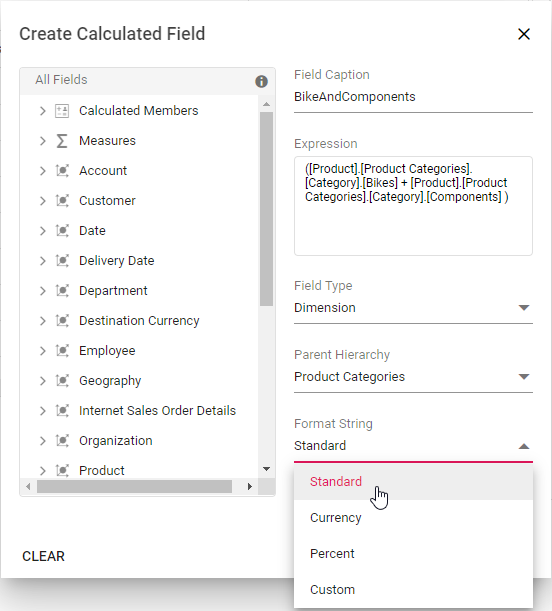 Create Calculated Field
All Fields
Calculated Members
Measures
Account
Customer
Date
Delivery Date
Department
Destination Currency
Employee
Geography
Internet Sales Order Details
Organization
Product
CLEAR
Field Caption
BikeAndComponents
Expression
([Product].[Product Categories].
[Category].[Bikes] + [Product].[Product
Categories].[Category].[Components] )
Field Type
Dimension
Parent Hierarchy
Product Categories
Format String
Standard
Standard
Currency
Percent
Custom